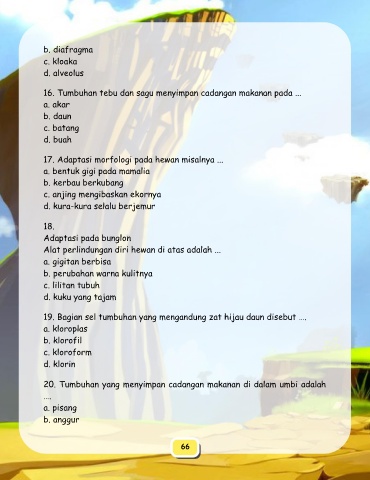 b. diafragma
c. kloaka
d. alveolus
16. Tumbuhan tebu dan sagu menyimpan cadangan makanan pada ...
a. akar
b. daun
c. batang
d. buah
17. Adaptasi morfologi pada hewan misalnya ...
a. bentuk gigi pada mamalia
b. kerbau berkubang
c. anjing mengibaskan ekornya
d. kura-kura selalu berjemur
18.
Adaptasi pada bunglon
Alat perlindungan diri hewan di atas adalah ...
a. gigitan berbisa
b. perubahan warna kulitnya
c. lilitan tubuh
d. kuku yang tajam
19. Bagian sel tumbuhan yang mengandung zat hijau daun disebut ....
a. kloroplas
b. klorofil
c. kloroform
d. klorin
20. Tumbuhan yang menyimpan cadangan makanan di dalam umbi adalah
....
a. pisang
b. anggur
66